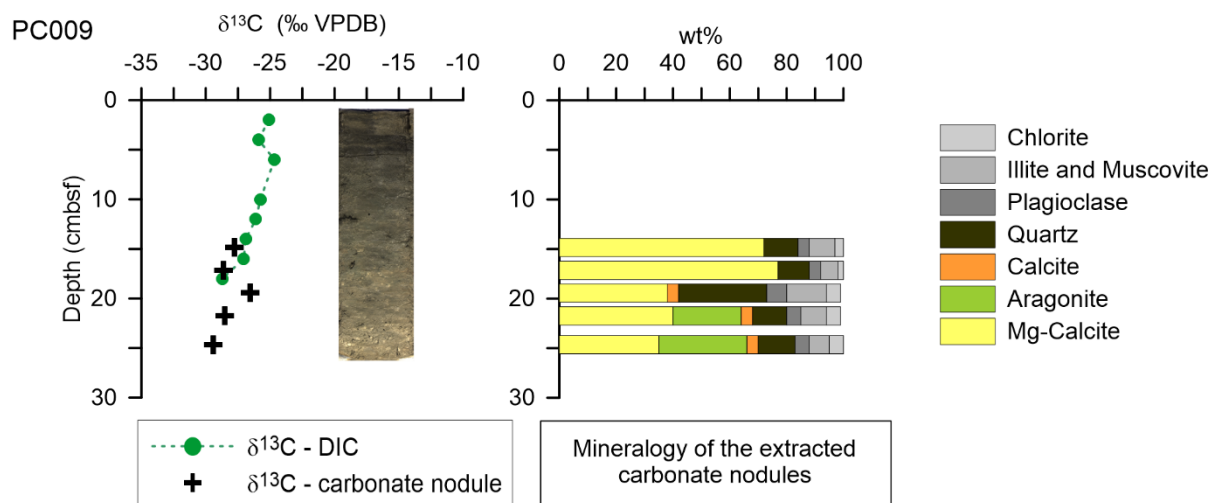 PC009
δ¹³C (‰ VPDB)
-35 -30 -25 -20 -15 -10
0
10
20
30
Depth (cmbsf)
wt%
0 20 40 60 80 100
0
10
20
30
Chlorite
Illite and Muscovite
Plagioclase
Quartz
Calcite
Aragonite
Mg-Calcite
δ¹³C - DIC
δ¹³C - carbonate nodule
Mineralogy of the extracted
carbonate nodules